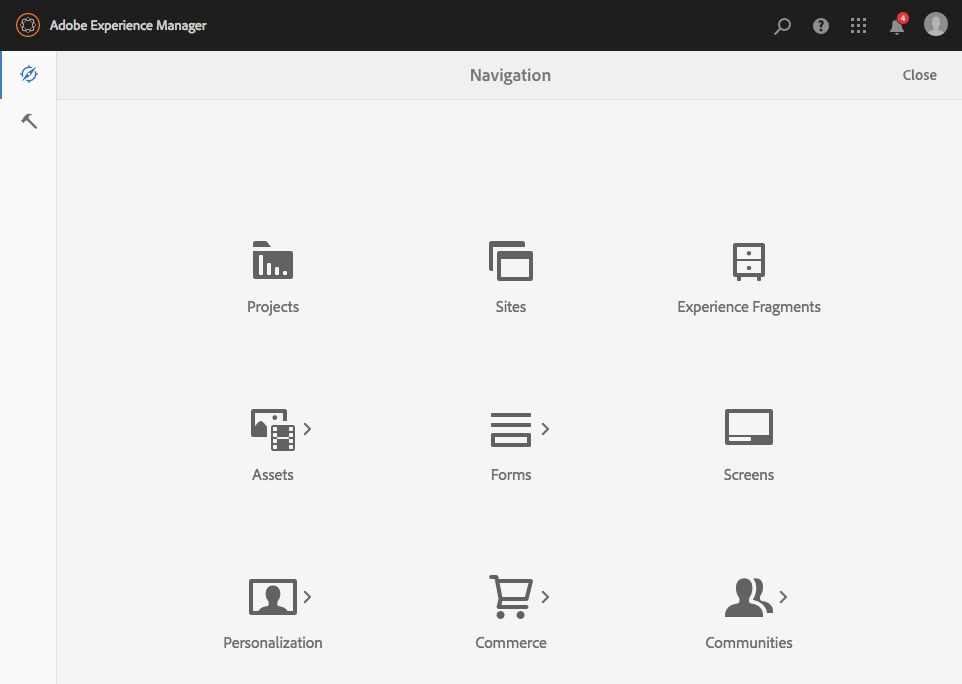 Adobe Experience Manager
4
Navigation
Close
Projects
Sites
Experience Fragments
Assets
Forms
Screens
Personalization
Commerce
Communities